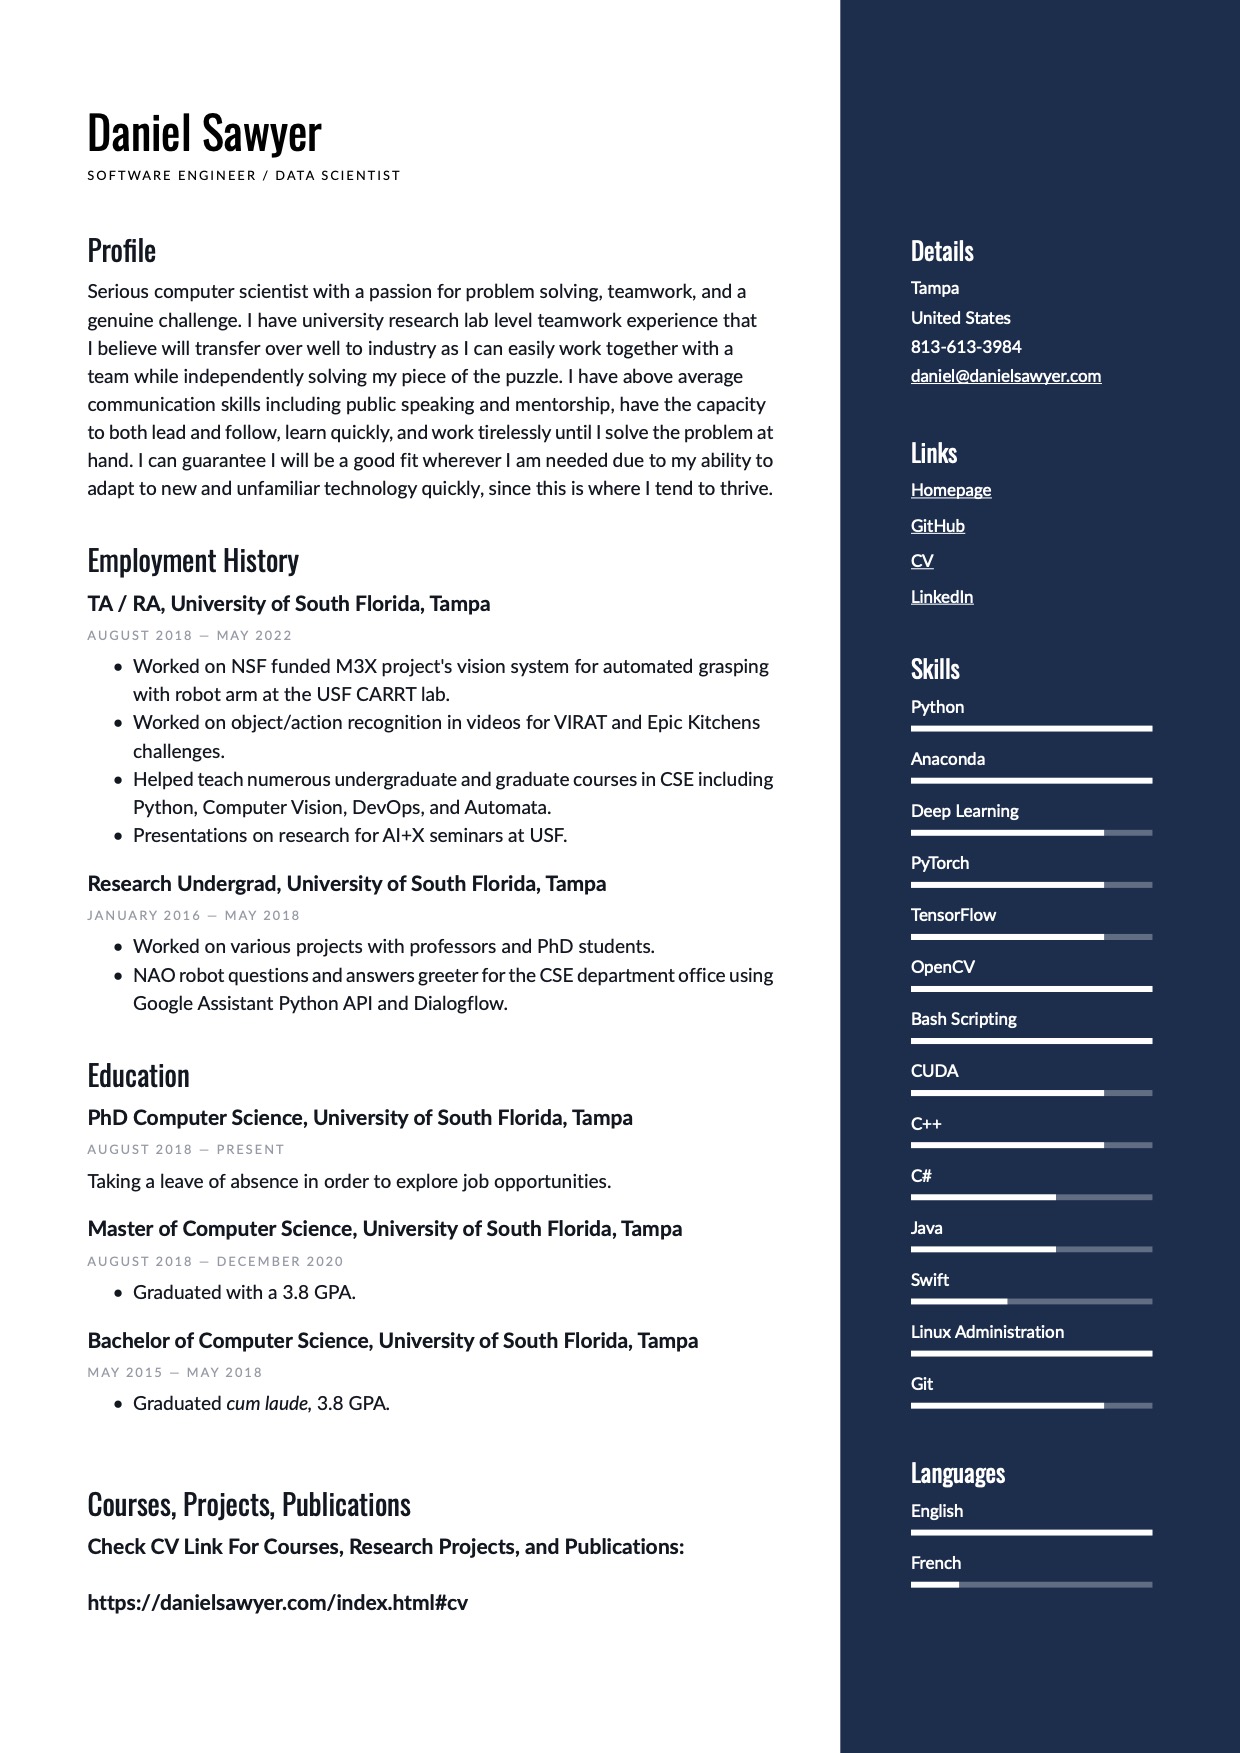 Daniel Sawyer
SOFTWARE ENGINEER / DATA SCIENTIST
Profile
Serious computer scientist with a passion for problem solving, teamwork, and a
genuine challenge. I have university research lab level teamwork experience that
I believe will transfer over well to industry as I can easily work together with a
team while independently solving my piece of the puzzle. I have above average
communication skills including public speaking and mentorship, have the capacity
to both lead and follow, learn quickly, and work tirelessly until I solve the problem at
hand. I can guarantee I will be a good fit wherever I am needed due to my ability to
adapt to new and unfamiliar technology quickly, since this is where I tend to thrive.
Employment History
TA / RA, University of South Florida, Tampa
AUGUST 2018 — MAY 2022
• Worked on NSF funded M3X project's vision system for automated grasping
with robot arm at the USF CARRT lab.
• Worked on object/action recognition in videos for VIRAT and Epic Kitchens
challenges.
• Helped teach numerous undergraduate and graduate courses in CSE including
Python, Computer Vision, DevOps, and Automata.
• Presentations on research for AI+X seminars at USF.
Research Undergrad, University of South Florida, Tampa
JANUARY 2016 — MAY 2018
• Worked on various projects with professors and PhD students.
• NAO robot questions and answers greeter for the CSE department office using
Google Assistant Python API and Dialogflow.
Education
PhD Computer Science, University of South Florida, Tampa
AUGUST 2018 — PRESENT
Taking a leave of absence in order to explore job opportunities.
Master of Computer Science, University of South Florida, Tampa
AUGUST 2018 — DECEMBER 2020
• Graduated with a 3.8 GPA.
Bachelor of Computer Science, University of South Florida, Tampa
MAY 2015 — MAY 2018
• Graduated cum laude, 3.8 GPA.
Courses, Projects, Publications
Check CV Link For Courses, Research Projects, and Publications:
https://danielsawyer.com/index.html#cv
Details
Tampa
United States
813-613-3984
daniel@danielsawyer.com
Links
Homepage
GitHub
CV
LinkedIn
Skills
Python
Anaconda
Deep Learning
PyTorch
TensorFlow
OpenCV
Bash Scripting
CUDA
C++
C#
Java
Swift
Linux Administration
Git
Languages
English
French